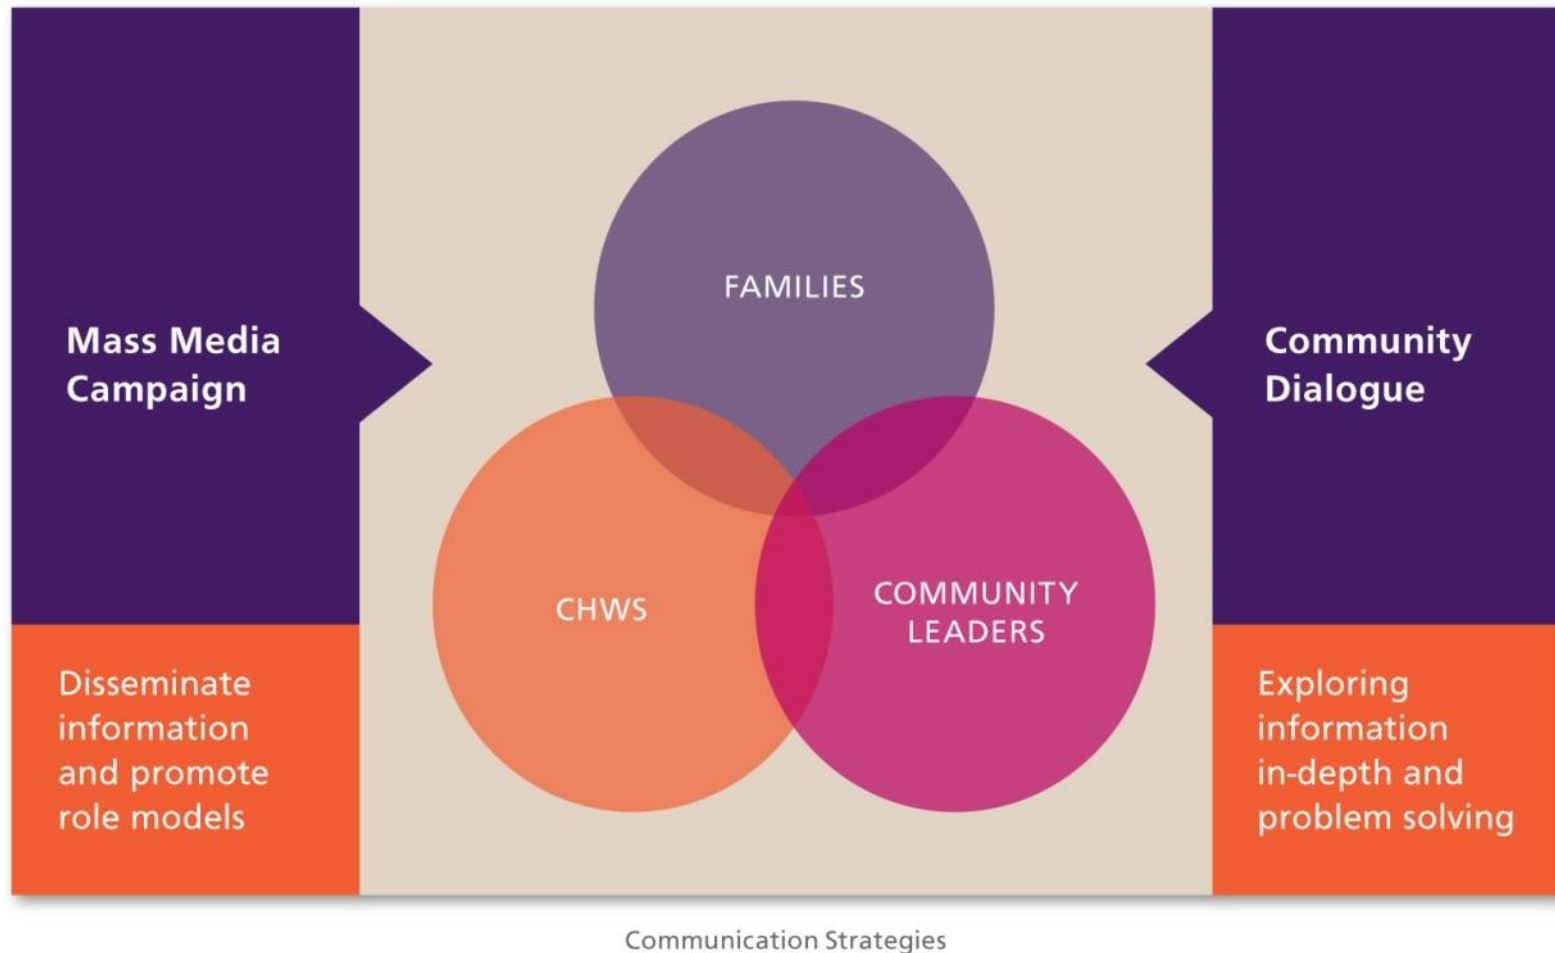 Mass Media
Campaign
Disseminate
information
and promote
role models
FAMILIES
CHWS
COMMUNITY
LEADERS
Community
Dialogue
Exploring
information
in-depth and
problem solving
Communication Strategies